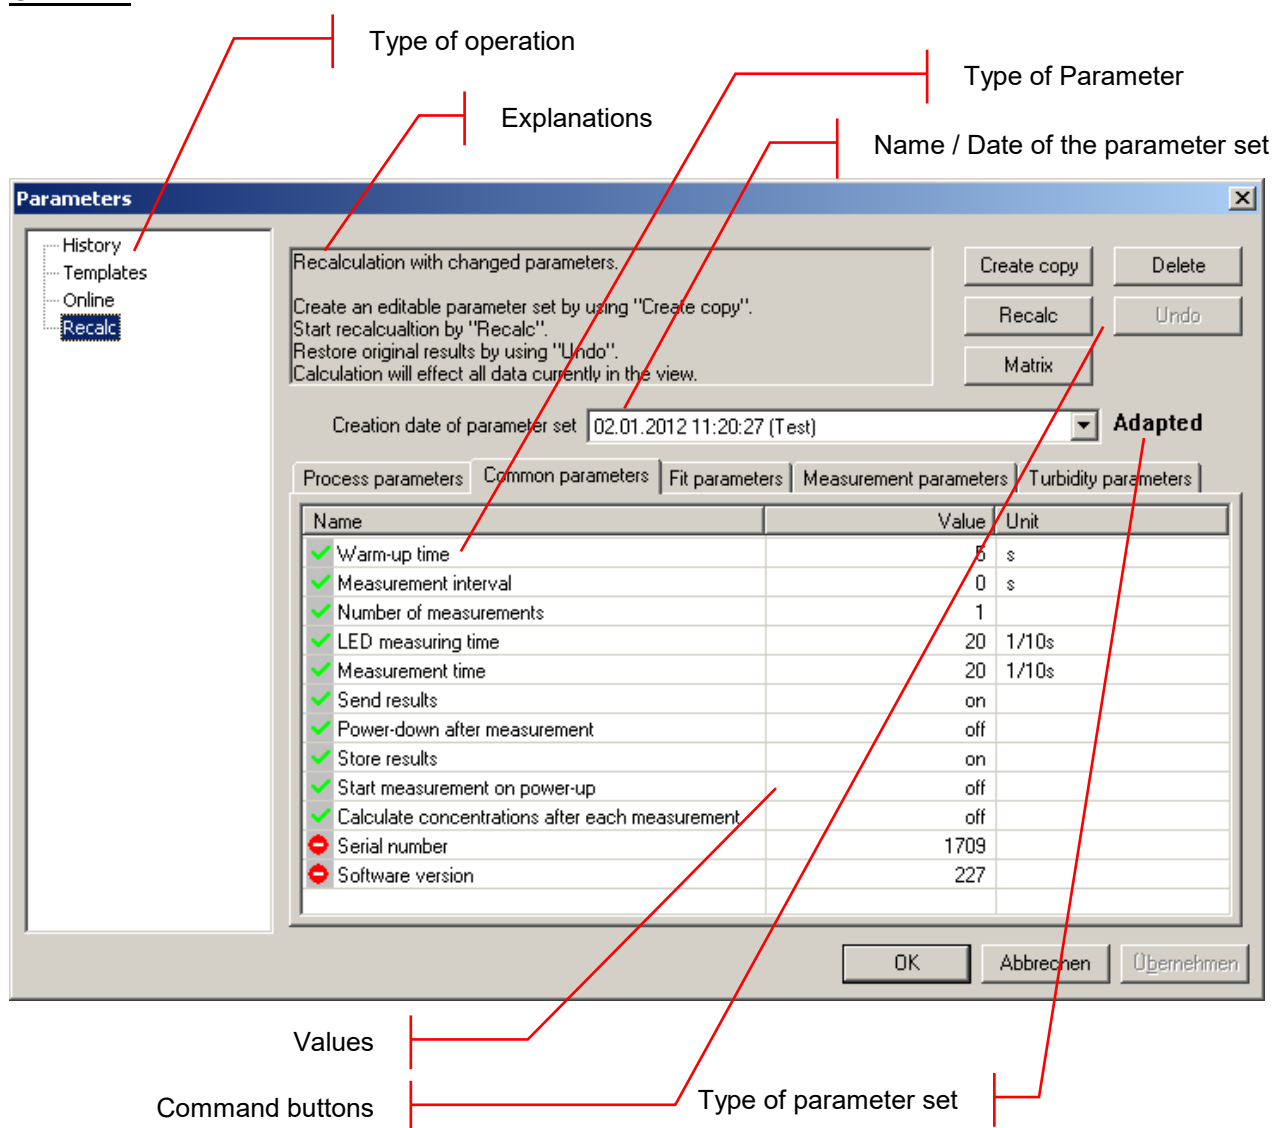 Type of operation
Type of Parameter
Explanations
Name / Date of the parameter set
Parameters
History
Templates
Online
Recalc
Recalculation with changed parameters.
Create an editable parameter set by using "Create copy".
Start recalcualtion by "Recalc".
Restore original results by using "Undo".
Calculation will effect all data currently in the view.
Create copy
Delete
Recalc
Undo
Matrix
Creation date of parameter set 02.01.2012 11:20:27 (Test) Adapted
Process parameters Common parameters Fit parameters Measurement parameters Turbidity parameters
Name Value Unit
Warm-up time 5 s
Measurement interval 0 s
Number of measurements 1
LED measuring time 20 1/10s
Measurement time 20 1/10s
Send results on
Power-down after measurement off
Store results on
Start measurement on power-up off
Calculate concentrations after each measurement off
Serial number 1709
Software version 227
OK Abbrechen Übernehmen
Values
Command buttons
Type of parameter set